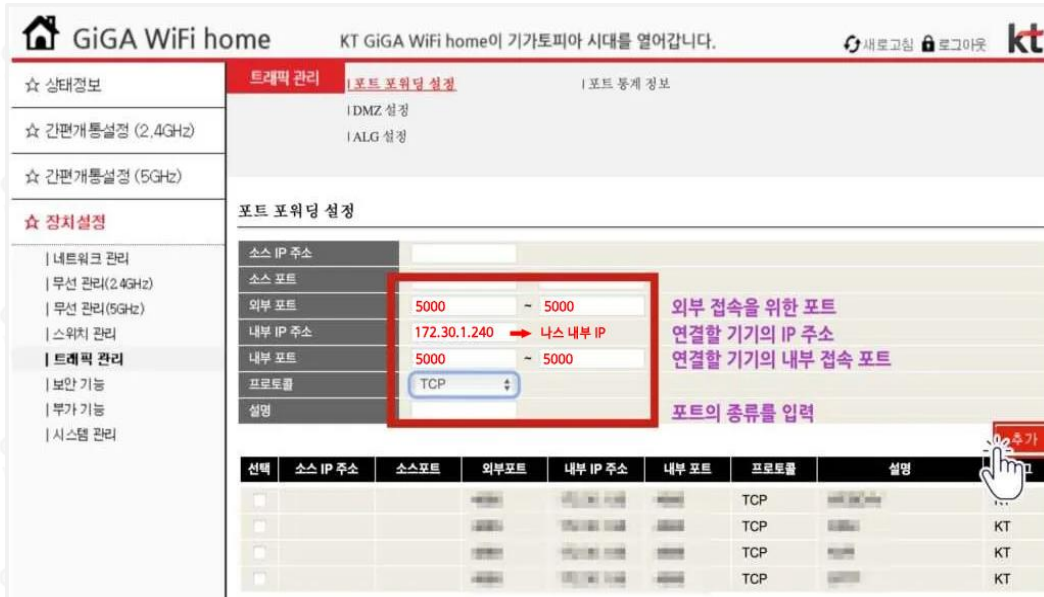 GiGA WiFi home
KT GiGA WiFi home이 기가토피아 시대를 열어갑니다.
새로고침 로그아웃
kt
☆ 상태정보
☆ 간편개통설정 (2.4GHz)
☆ 간편개통설정 (5GHz)
☆ 장치설정
| 네트워크 관리
| 무선 관리(2.4GHz)
| 무선 관리(5GHz)
| 스위치 관리
| 트래픽 관리
| 보안 기능
| 부가 기능
| 시스템 관리
트래픽 관리
| 포트 포워딩 설정 | 포트 통계 정보
| DMZ 설정
| ALG 설정
포트 포워딩 설정
소스 IP 주소
소스 포트
외부 포트 5000 ~ 5000 외부 접속을 위한 포트
내부 IP 주소 172.30.1.240 → 나스 내부 IP 연결할 기기의 IP 주소
내부 포트 5000 ~ 5000 연결할 기기의 내부 접속 포트
프로토콜 TCP
설명 포트의 종류를 입력
추가
선택 소스 IP 주소 소스포트 외부포트 내부 IP 주소 내부 포트 프로토콜 설명
TCP
TCP KT
TCP KT
TCP KT